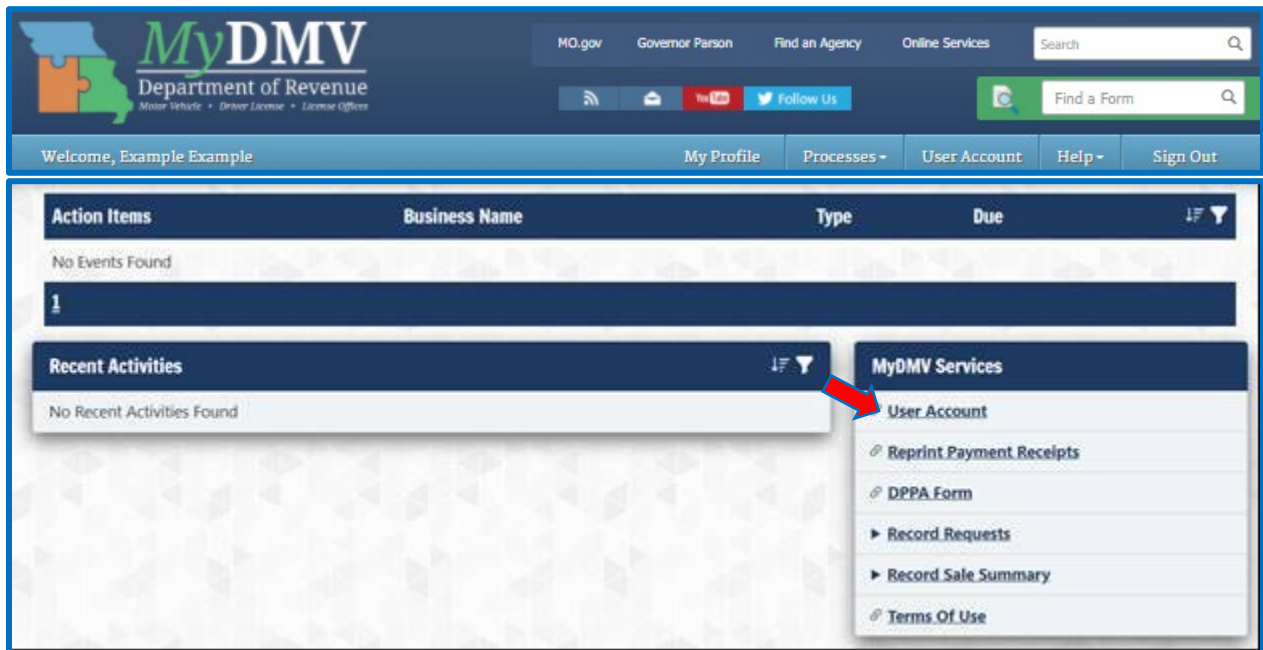 MyDMV
Department of Revenue
Motor Vehicle • Driver License • License Offices
MO.gov Governor Parson Find an Agency Online Services Search
You Tube Follow Us Find a Form
Welcome, Example Example My Profile Processes User Account Help Sign Out
Action Items Business Name Type Due
No Events Found
1
Recent Activities MyDMV Services
No Recent Activities Found User Account
Reprint Payment Receipts
DPPA Form
Record Requests
Record Sale Summary
Terms Of Use